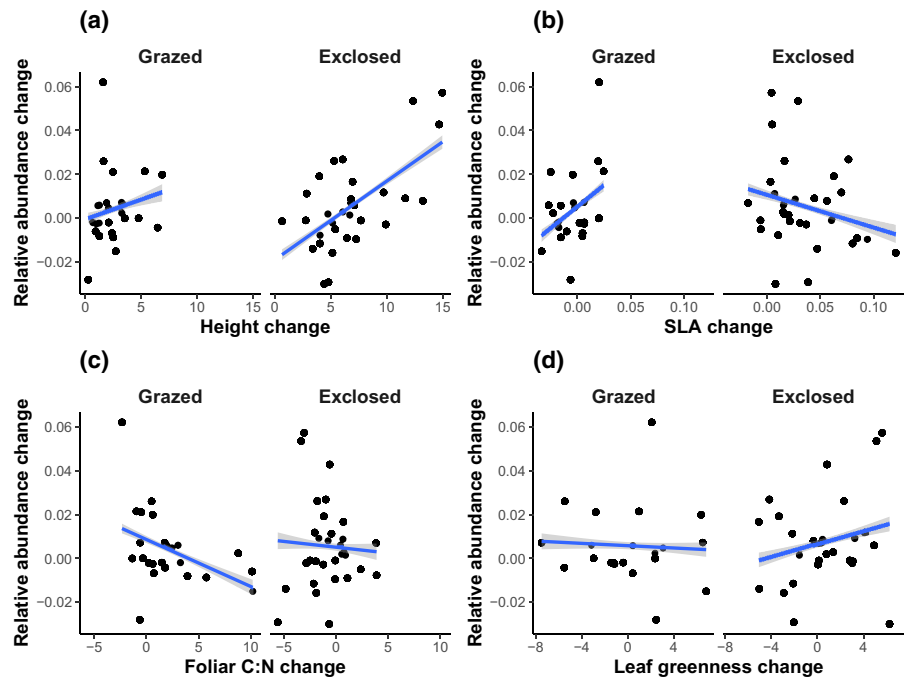 (a)
Grazed Exclosed
Relative abundance change
0.06
0.04
0.02
0.00
−0.02
0 5 10 15 0 5 10 15
Height change
(b)
Grazed Exclosed
Relative abundance change
0.06
0.04
0.02
0.00
−0.02
0.00 0.05 0.10 0.00 0.05 0.10
SLA change
(c)
Grazed Exclosed
Relative abundance change
0.06
0.04
0.02
0.00
−0.02
−5 0 5 10 −5 0 5 10
Foliar C:N change
(d)
Grazed Exclosed
Relative abundance change
0.06
0.04
0.02
0.00
−0.02
−8 −4 0 4 −8 −4 0 4
Leaf greenness change